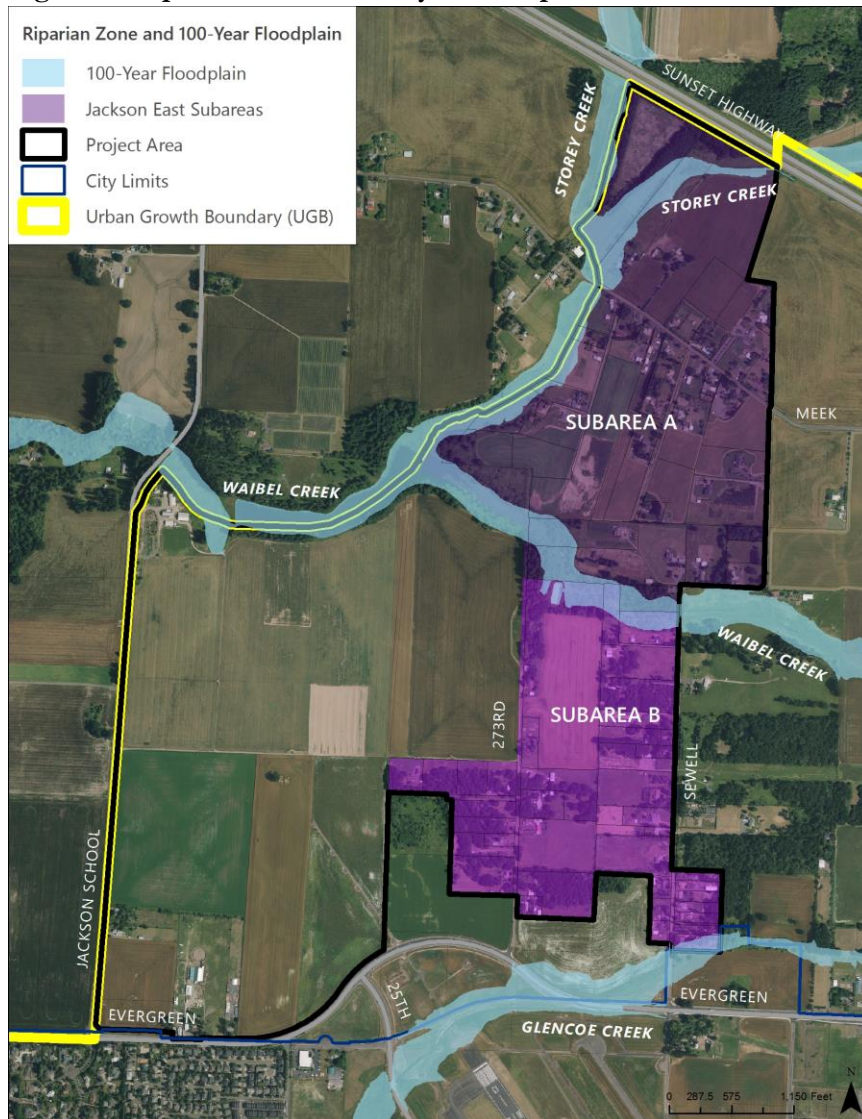 Riparian Zone and 100-Year Floodplain
100-Year Floodplain
Jackson East Subareas
Project Area
City Limits
Urban Growth Boundary (UGB)
SUNSET HIGHWAY
STOREY CREEK
STOREY CREEK
SUBAREA A
MEEK
WAIBEL CREEK
WAIBEL CREEK
273RD
SUBAREA B
SEWELL
JACKSON SCHOOL
25TH
EVERGREEN
EVERGREEN
GLENCOE CREEK
N
0 287.5 575 1,150 Feet